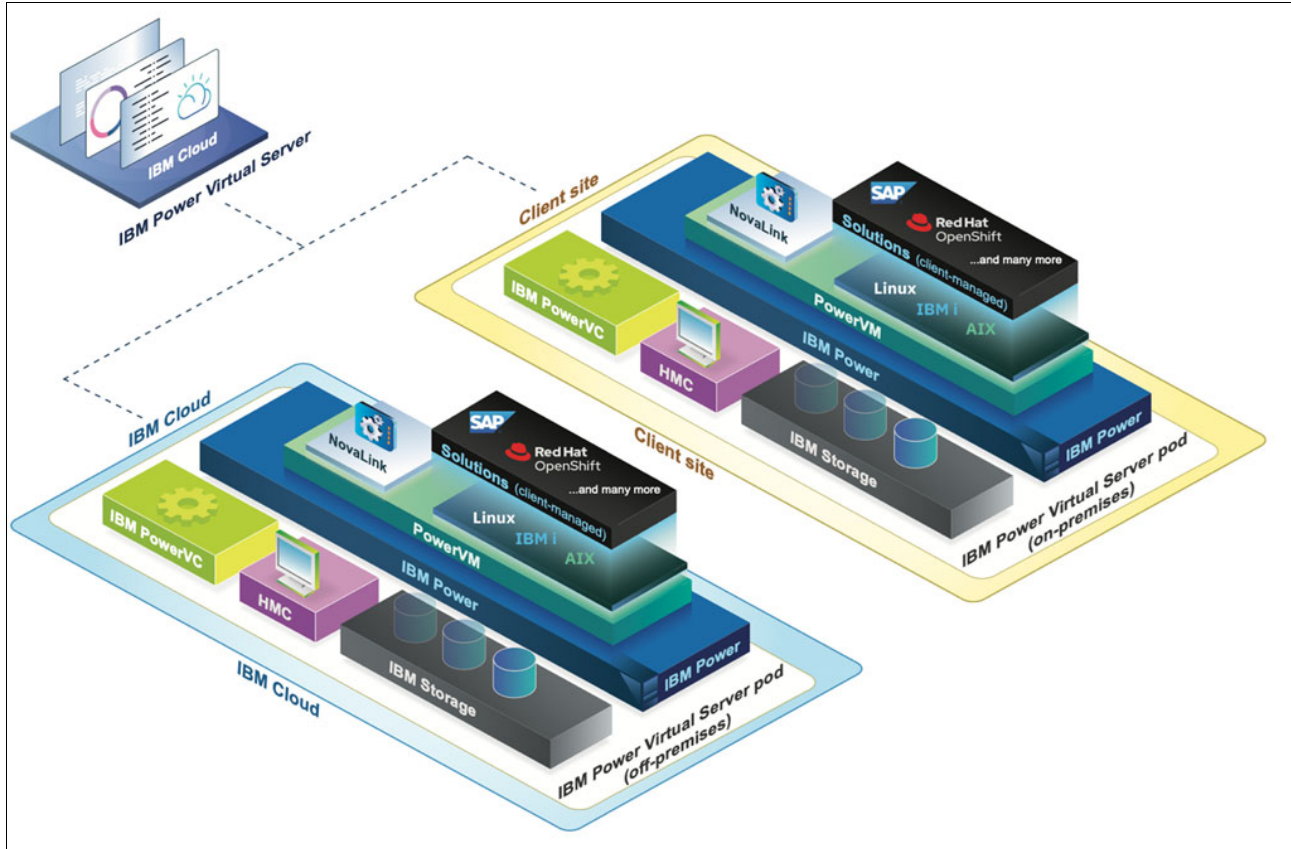 IBM Cloud
IBM Power Virtual Server
Client site
SAP
Red Hat
OpenShift
...and many more
Solutions (client-managed)
NovaLink
Linux
IBM i
AIX
PowerVM
IBM Power
IBM PowerVC
HMC
IBM Storage
IBM Power
Client site
IBM Power Virtual Server pod
(on-premises)
IBM Cloud
SAP
Red Hat
OpenShift
...and many more
Solutions (client-managed)
NovaLink
Linux
IBM i
AIX
PowerVM
IBM Power
IBM PowerVC
HMC
IBM Storage
IBM Power
IBM Cloud
IBM Power Virtual Server pod
(off-premises)